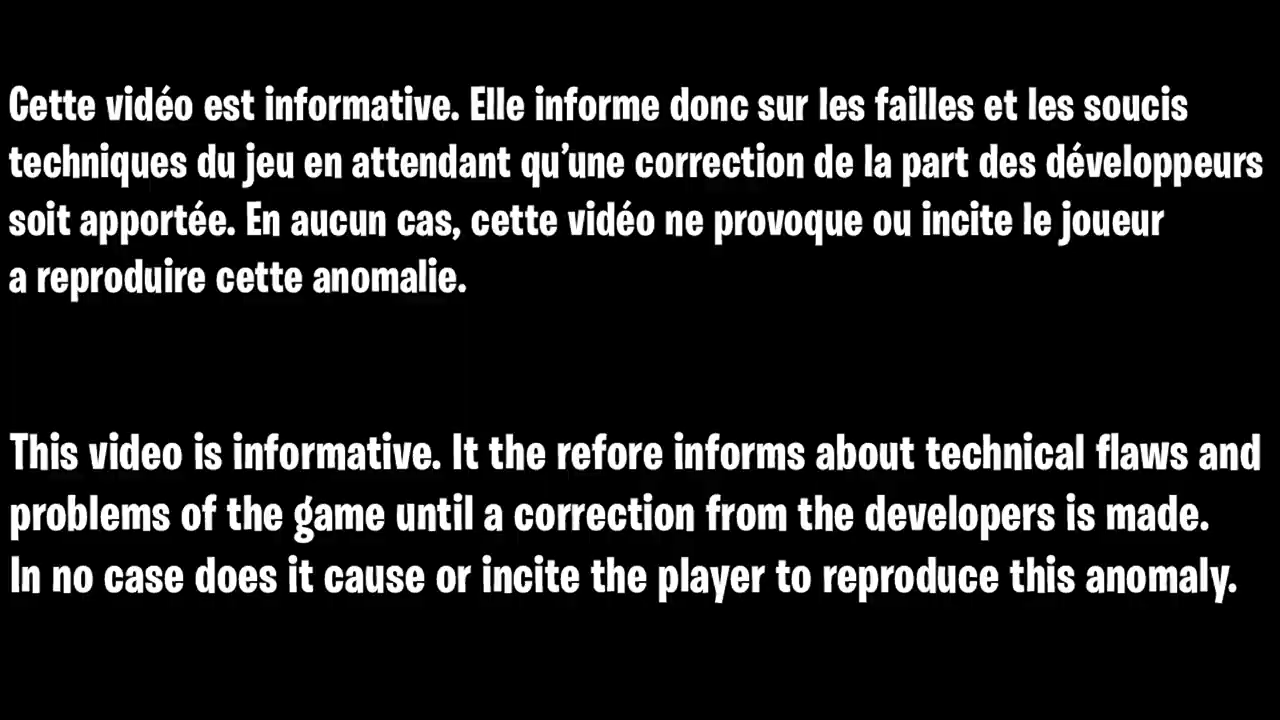 Cette vidéo est informative. Elle informe donc sur les failles et les soucis
techniques du jeu en attendant qu’une correction de la part des développeurs
soit apportée. En aucun cas, cette vidéo ne provoque ou incite le joueur
a reproduire cette anomalie.
This video is informative. It the refore informs about technical flaws and
problems of the game until a correction from the developers is made.
In no case does it cause or incite the player to reproduce this anomaly.